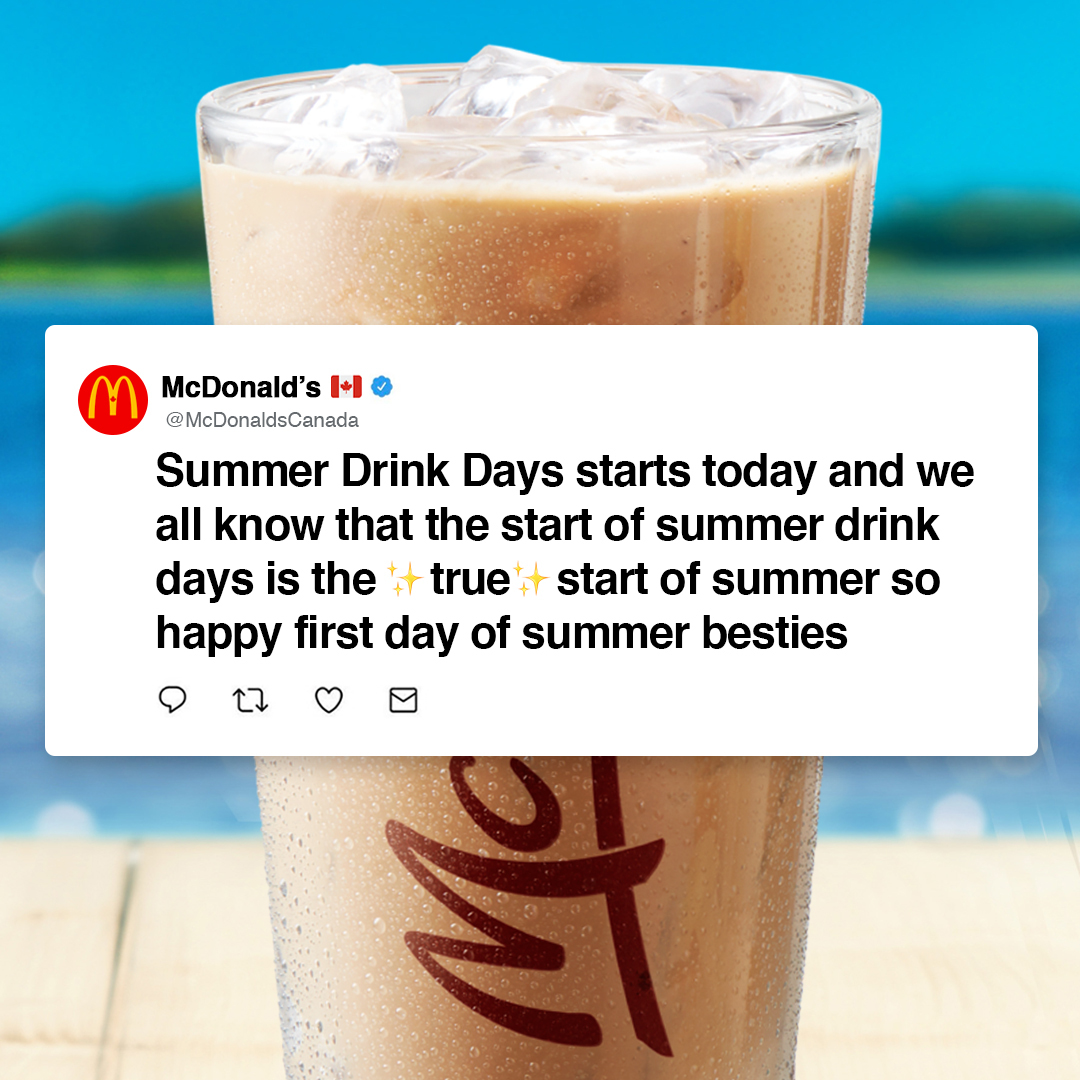 McDonald's 🇨🇦
@McDonaldsCanada
Summer Drink Days starts today and we
all know that the start of summer drink
days is the ✨true✨ start of summer so
happy first day of summer besties
McC